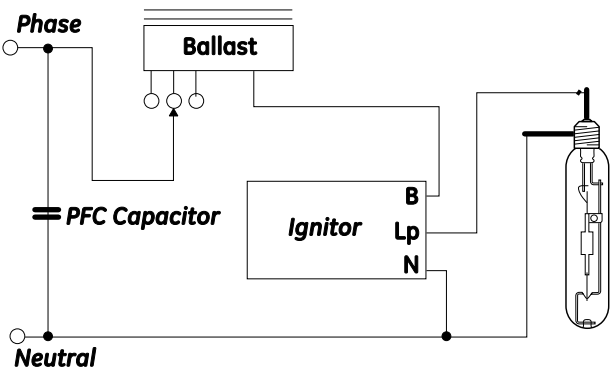 Phase
Ballast
B
PFC Capacitor
Ignitor
Lp
N
Neutral